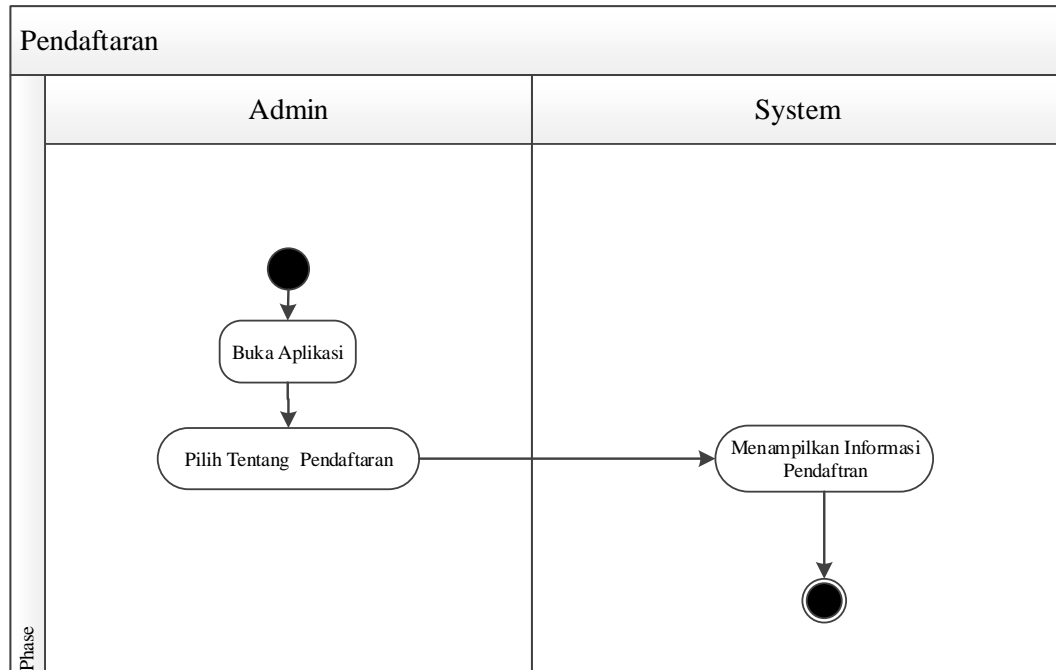 Pendaftaran
Admin
System
Buka Aplikasi
Pilih Tentang Pendaftaran
Menampilkan Informasi
Pendaftran
Phase